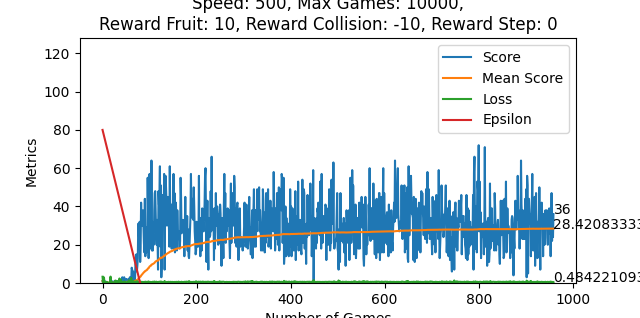 Speed: 500, Max Games: 10000,
Reward Fruit: 10, Reward Collision: -10, Reward Step: 0
120
100
80
60
40
20
0
Metrics
Score
Mean Score
Loss
Epsilon
36
28.42083333
0.484221093
0
200
400
600
800
1000
Number of Games